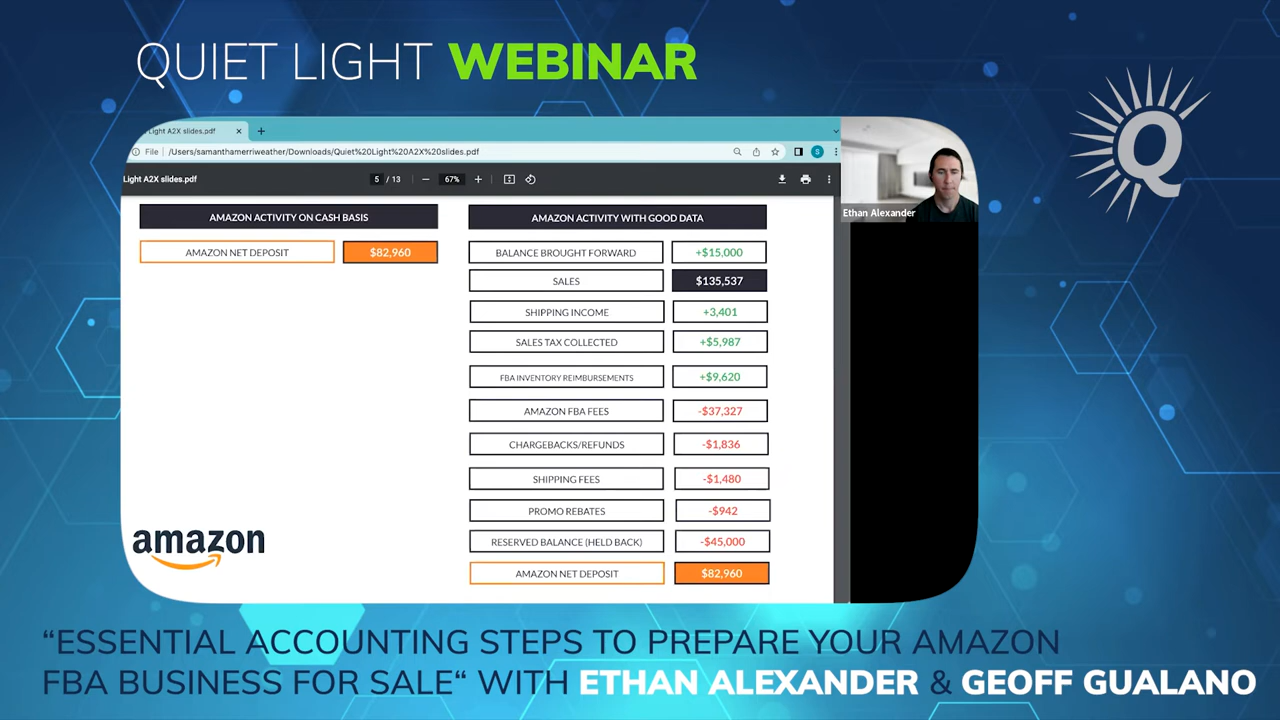 QUIET LIGHT WEBINAR
Light A2X slides.pdf
File
/Users/samanthamerriweather/Downloads/Quiet%20Light%20A2X%20slides.pdf
S
Light A2X slides.pdf
5 / 13
67%
Ethan Alexander
AMAZON ACTIVITY ON CASH BASIS
AMAZON NET DEPOSIT $82,960
AMAZON ACTIVITY WITH GOOD DATA
BALANCE BROUGHT FORWARD +$15,000
SALES $135,537
SHIPPING INCOME +3,401
SALES TAX COLLECTED +$5,987
FBA INVENTORY REIMBURSEMENTS +$9,620
AMAZON FBA FEES -$37,327
CHARGEBACKS/REFUNDS -$1,836
SHIPPING FEES -$1,480
PROMO REBATES -$942
RESERVED BALANCE (HELD BACK) -$45,000
AMAZON NET DEPOSIT $82,960
amazon
Q
“ESSENTIAL ACCOUNTING STEPS TO PREPARE YOUR AMAZON
FBA BUSINESS FOR SALE“ WITH ETHAN ALEXANDER & GEOFF GUALANO